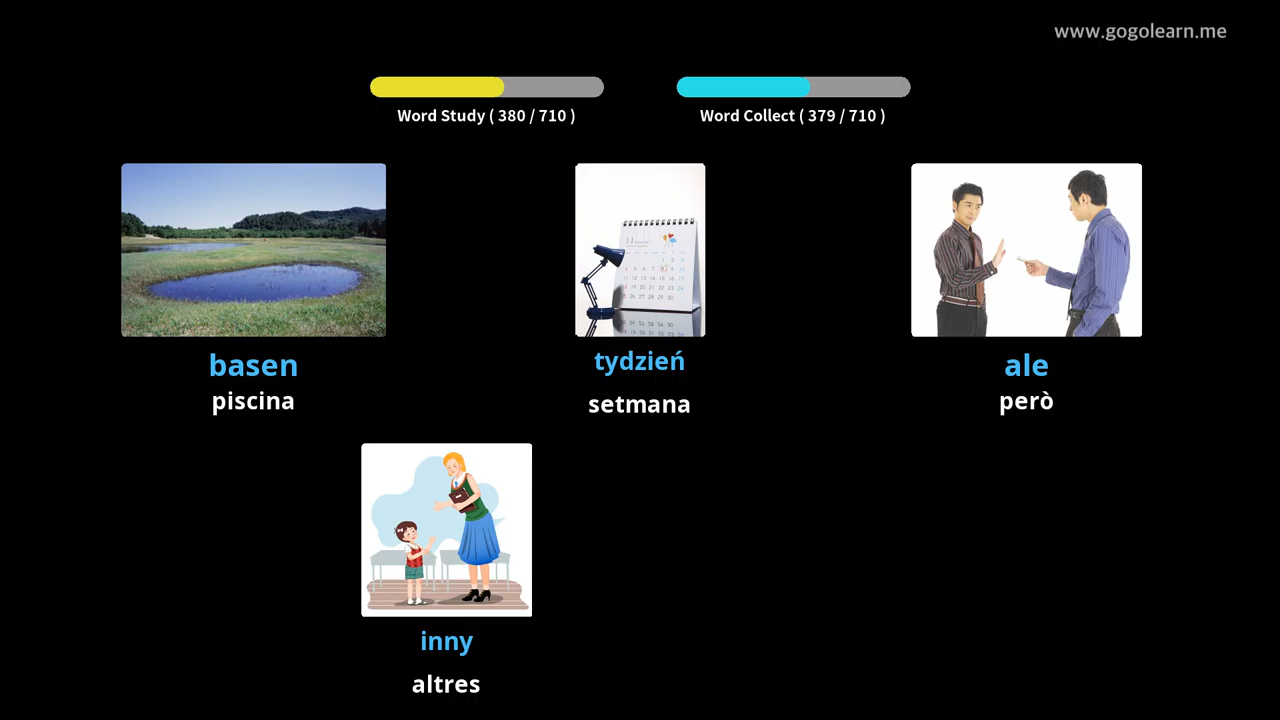 www.gogolearn.me
Word Study ( 380 / 710 )
Word Collect ( 379 / 710 )
basen
piscina
tydzień
setmana
ale
però
inny
altres